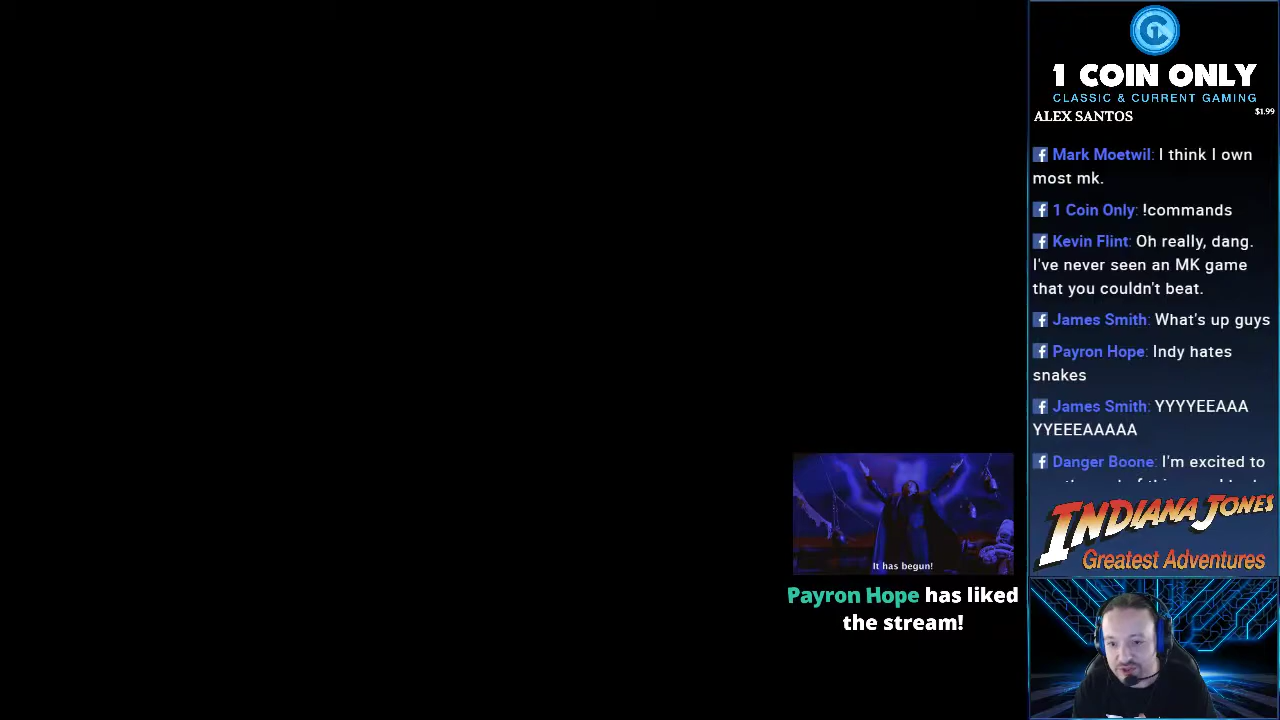 1 COIN ONLY
CLASSIC & CURRENT GAMING
ALEX SANTOS
$1.99
Mark Moetwil: I think I own
most mk.
1 Coin Only: !commands
Kevin Flint: Oh really, dang.
I've never seen an MK game
that you couldn't beat.
James Smith: What's up guys
Payron Hope: Indy hates
snakes
James Smith: YYYYEEAAA
YYEEEAAAAA
Danger Boone: I'm excited to
INDIANA JONES
Greatest Adventures
It has begun!
Payron Hope has liked
the stream!